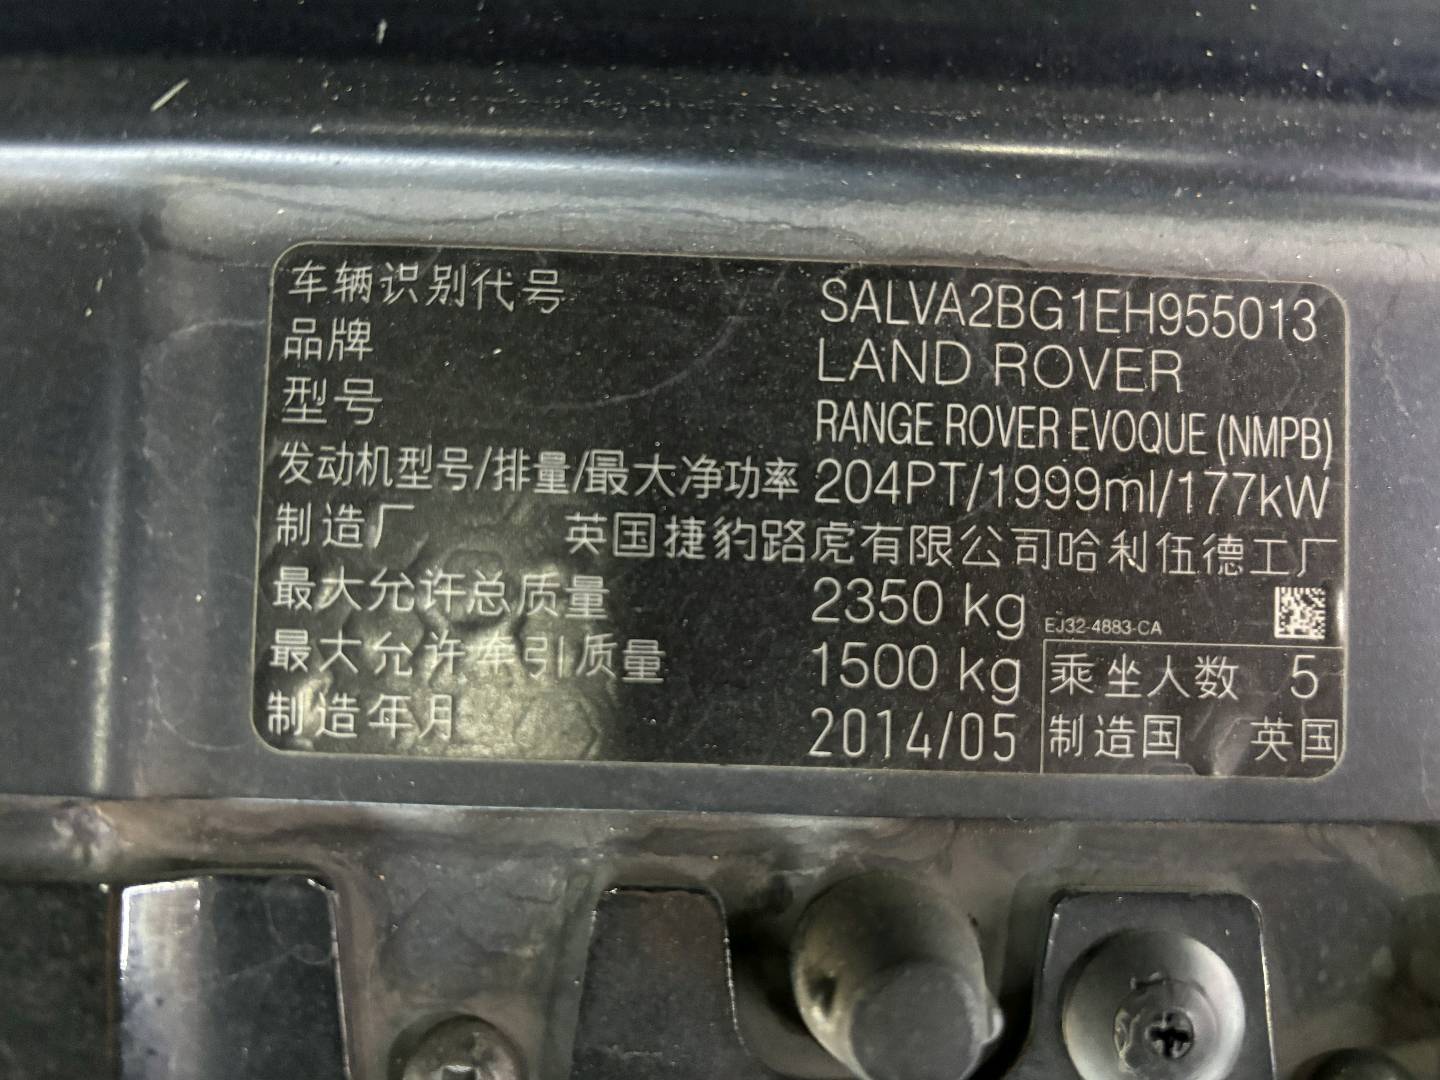 车辆识别代号 SALVA2BG1EH955013
品牌 LAND ROVER
型号 RANGE ROVER EVOQUE (NMPB)
发动机型号/排量/最大净功率 204PT/1999ml/177kW
制造厂 英国捷豹路虎有限公司哈利伍德工厂
最大允许总质量 2350 kg
EJ32-4883-CA
最大允许牵引质量 1500 kg
乘坐人数 5
制造年月 2014/05
制造国 英国